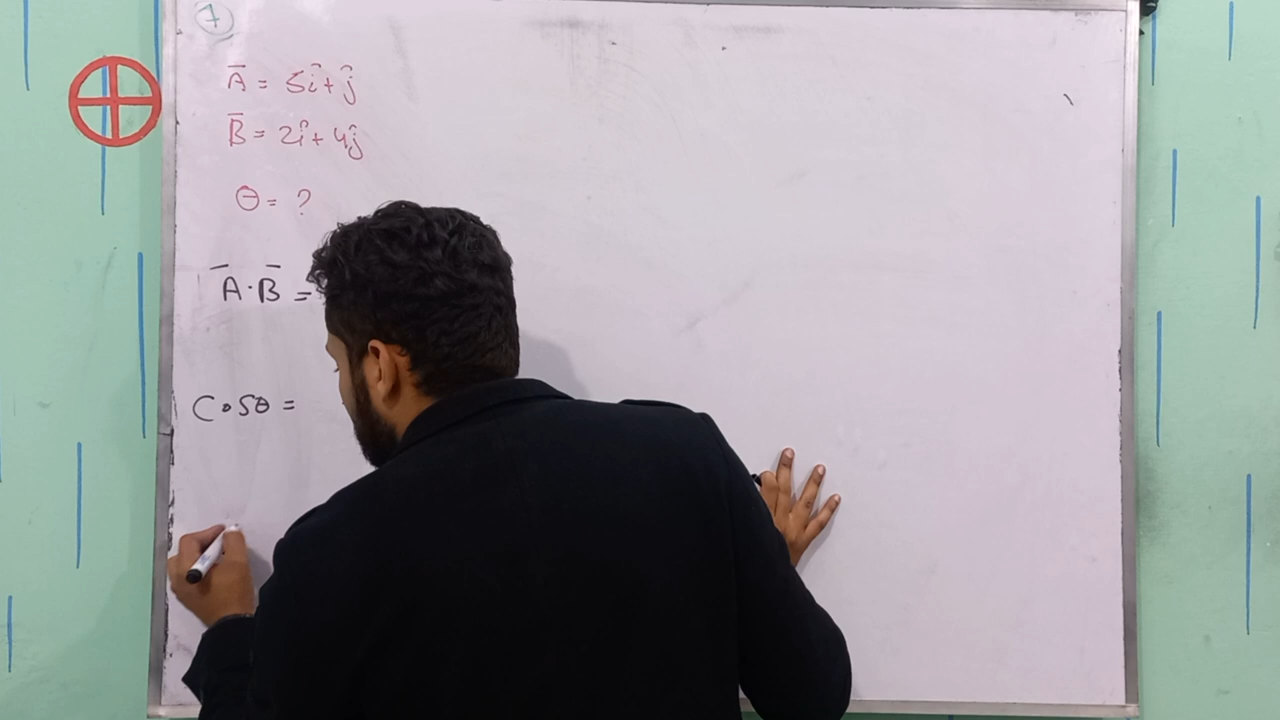 7
A̅ = 5î + ĵ
B̅ = 2î + 4ĵ
θ = ?
A̅ · B̅ =
Cosθ =